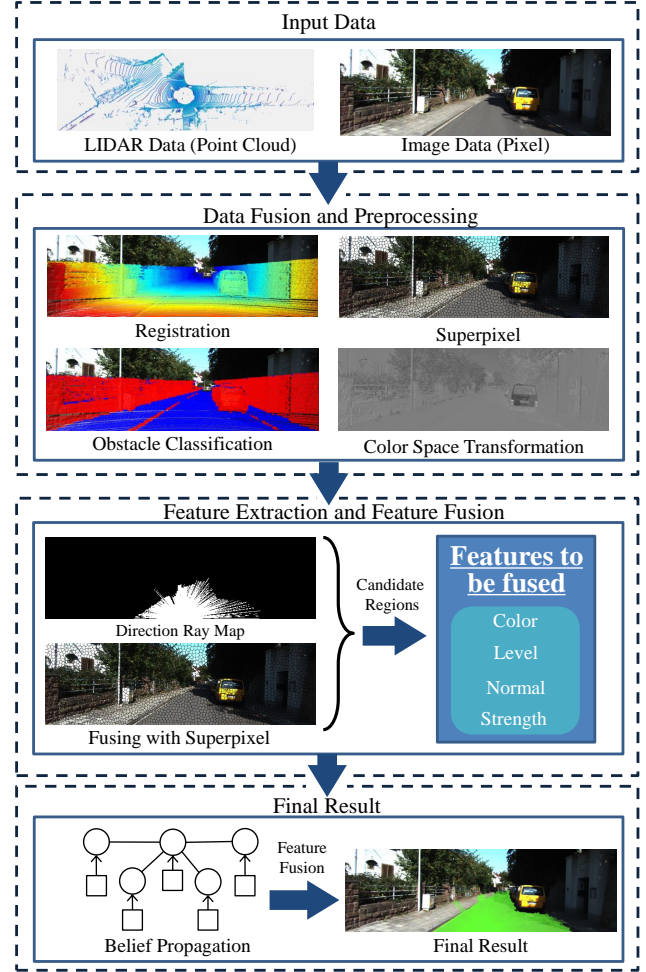 Input Data
LIDAR Data (Point Cloud)
Image Data (Pixel)
Data Fusion and Preprocessing
Registration
Superpixel
Obstacle Classification
Color Space Transformation
Feature Extraction and Feature Fusion
Direction Ray Map
Fusing with Superpixel
Candidate
Regions
Features to
be fused
Color
Level
Normal
Strength
Final Result
Belief Propagation
Feature
Fusion
Final Result